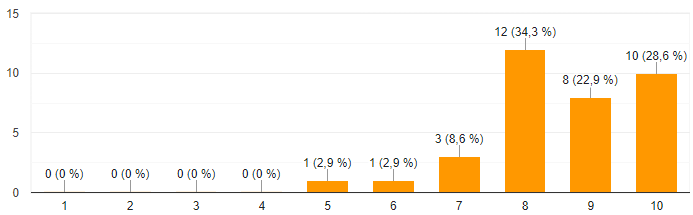 15
12 (34,3 %)
10 (28,6 %)
10
8 (22,9 %)
5
3 (8,6 %)
1 (2,9 %) 1 (2,9 %)
0 (0 %) 0 (0 %) 0 (0 %) 0 (0 %)
0
1 2 3 4 5 6 7 8 9 10